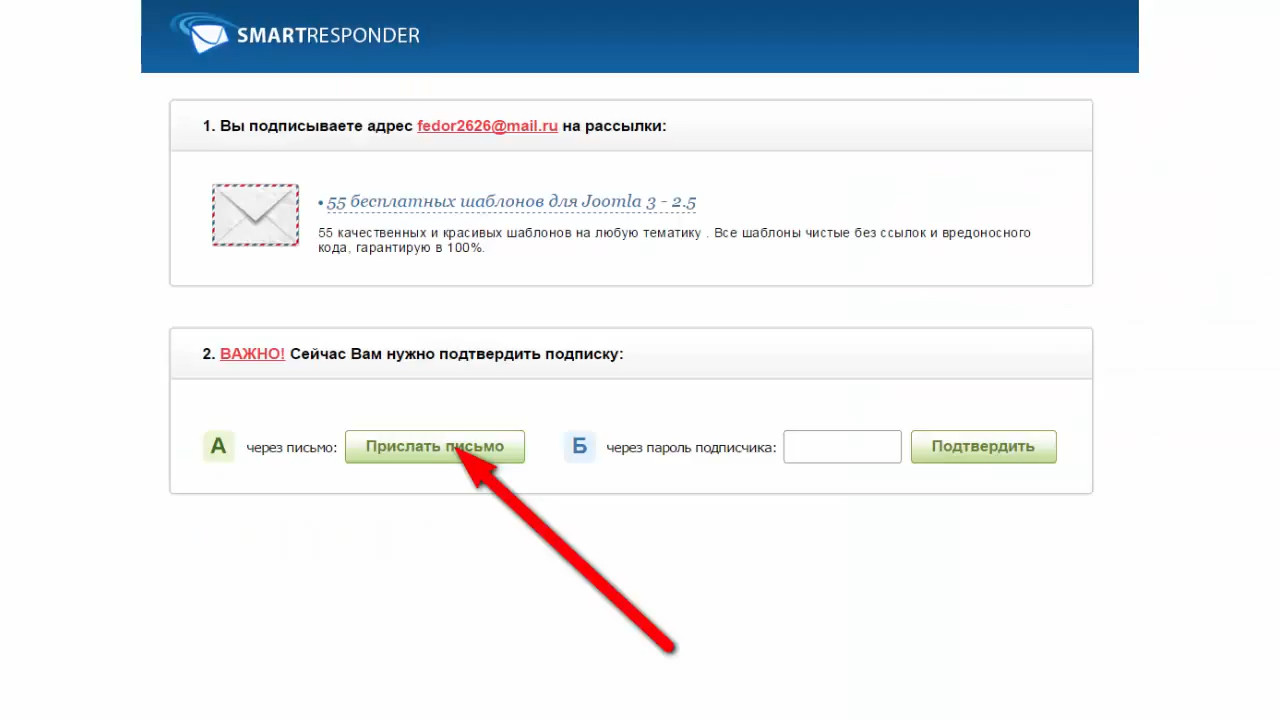 SMARTRESPONDER
1. Вы подписываете адрес fedor2626@mail.ru на рассылки:
• 55 бесплатных шаблонов для Joomla 3 - 2.5
55 качественных и красивых шаблонов на любую тематику . Все шаблоны чистые без ссылок и вредоносного
кода, гарантирую в 100%.
2. ВАЖНО! Сейчас Вам нужно подтвердить подписку:
А через письмо: Прислать письмо Б через пароль подписчика: Подтвердить